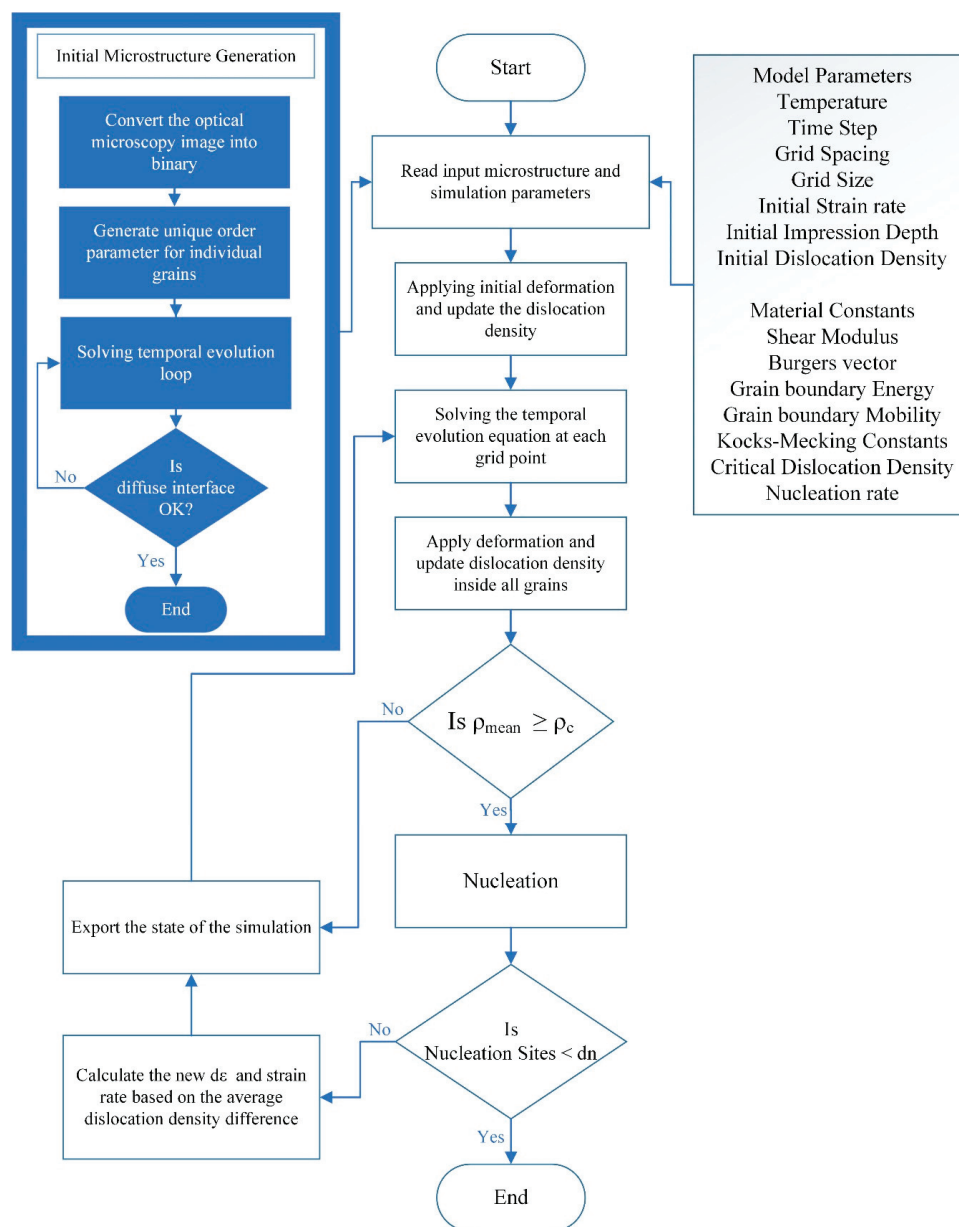 Initial Microstructure Generation
Convert the optical
microscopy image into
binary
Generate unique order
parameter for individual
grains
Solving temporal evolution
loop
No
Is
diffuse interface
OK?
Yes
End
Start
Read input microstructure and
simulation parameters
Applying initial deformation
and update the dislocation
density
Solving the temporal
evolution equation at each
grid point
Apply deformation and
update dislocation density
inside all grains
No
Is ρmean ≥ ρc
Yes
Nucleation
Export the state of the simulation
No
Is
Nucleation Sites < dn
Calculate the new dε and strain
rate based on the average
dislocation density difference
Yes
End
Model Parameters
Temperature
Time Step
Grid Spacing
Grid Size
Initial Strain rate
Initial Impression Depth
Initial Dislocation Density
Material Constants
Shear Modulus
Burgers vector
Grain boundary Energy
Grain boundary Mobility
Kocks-Mecking Constants
Critical Dislocation Density
Nucleation rate